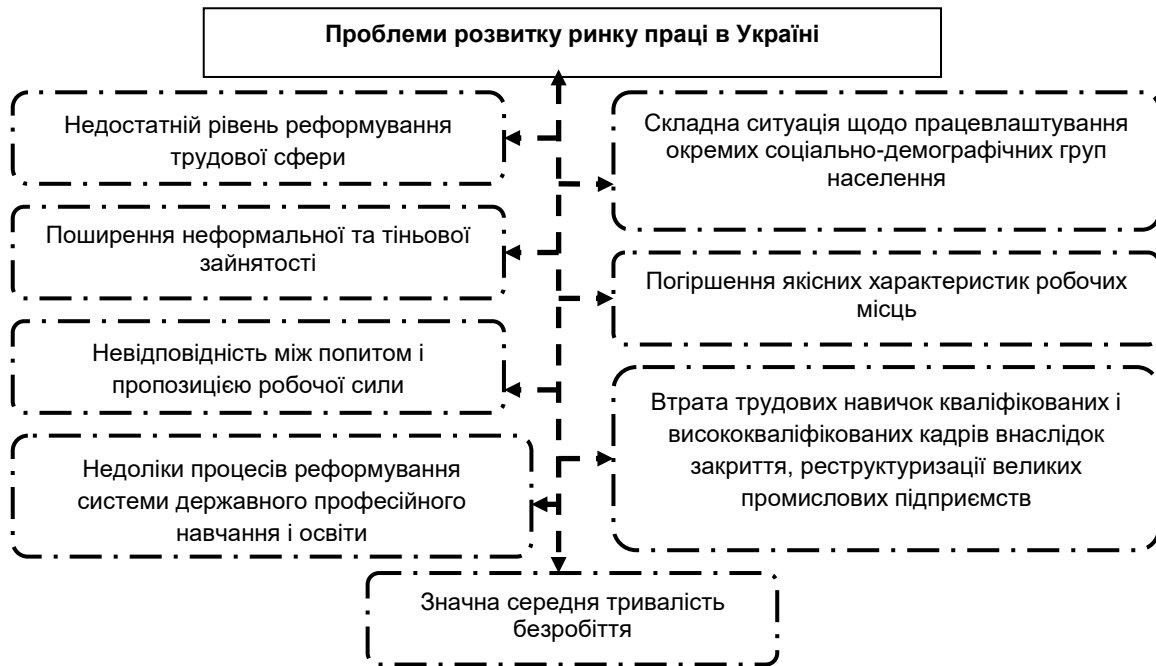 Проблеми розвитку ринку праці в Україні
Недостатній рівень реформування
трудової сфери
Складна ситуація щодо працевлаштування
окремих соціально-демографічних груп
населення
Поширення неформальної та тіньової
зайнятості
Погіршення якісних характеристик робочих
місць
Невідповідність між попитом і
пропозицією робочої сили
Втрата трудових навичок кваліфікованих і
висококваліфікованих кадрів внаслідок
закриття, реструктуризації великих
промислових підприємств
Недоліки процесів реформування
системи державного професійного
навчання і освіти
Значна середня тривалість
безробіття